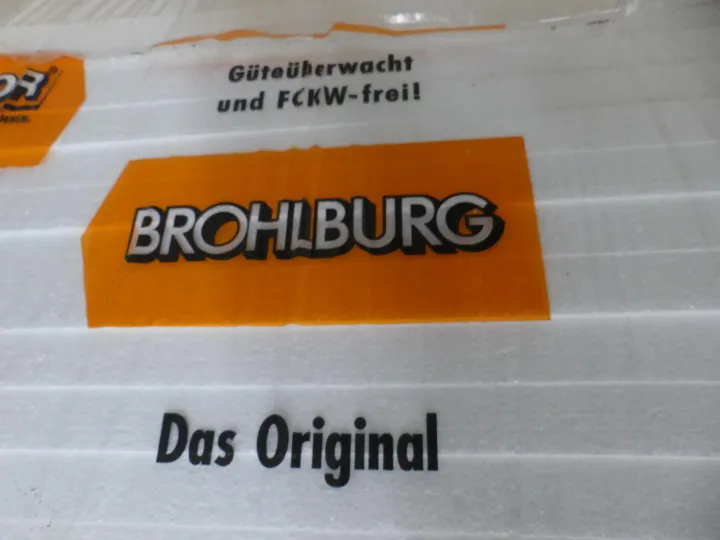 Güteüberwacht
und FCKW-frei!
BROHLBURG
Das Original